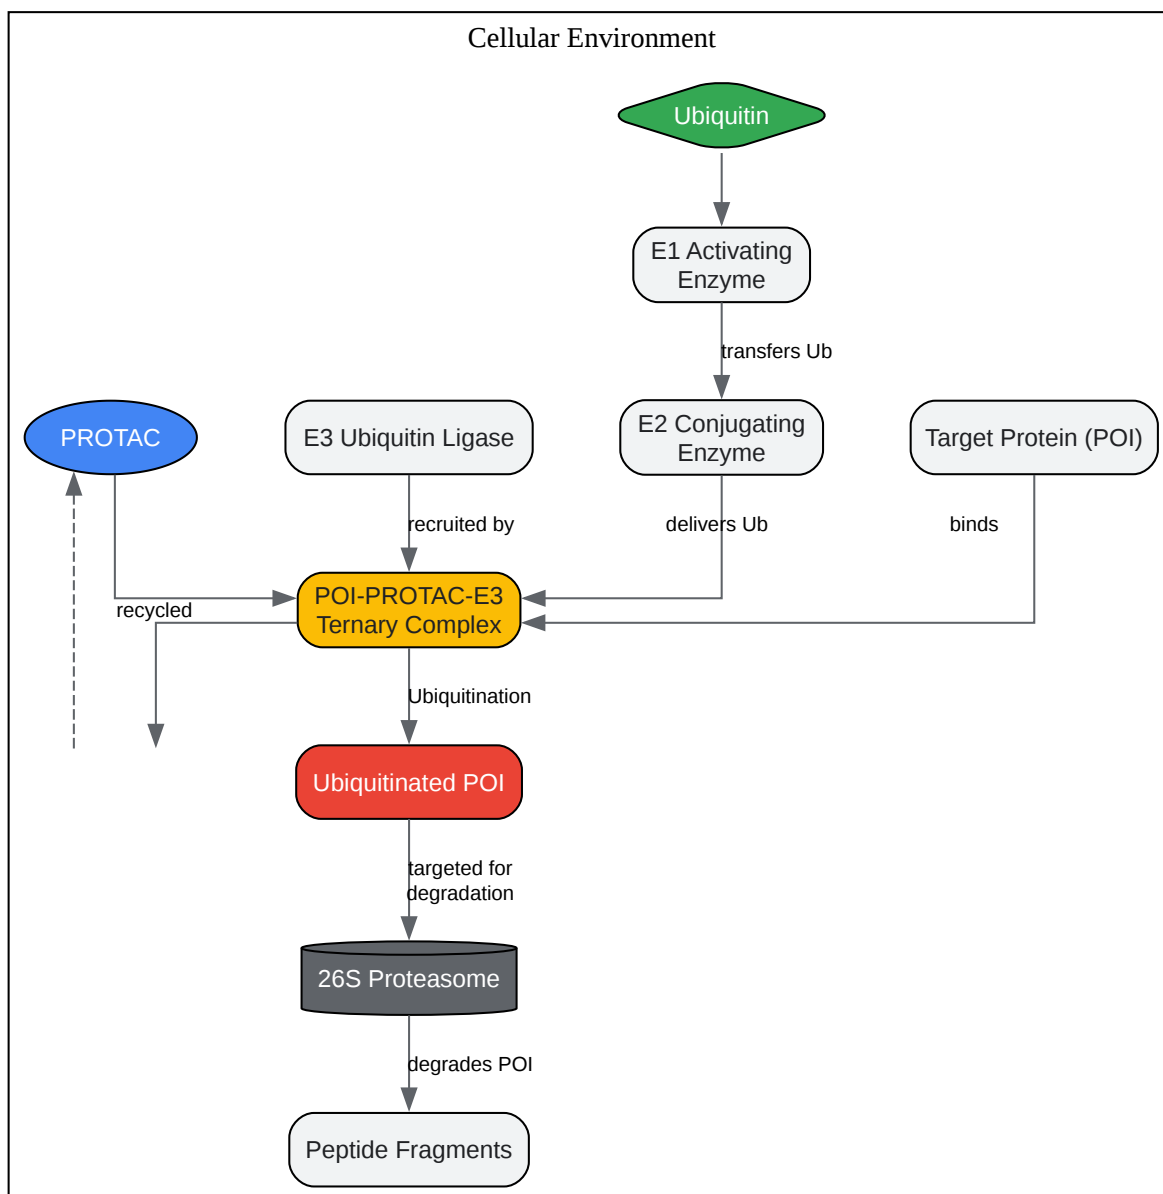 Cellular Environment
Ubiquitin
E1 Activating
Enzyme
transfers Ub
PROTAC
E3 Ubiquitin Ligase
E2 Conjugating
Enzyme
Target Protein (POI)
recruited by
delivers Ub
binds
POI-PROTAC-E3
Ternary Complex
recycled
Ubiquitination
Ubiquitinated POI
targeted for
degradation
26S Proteasome
degrades POI
Peptide Fragments